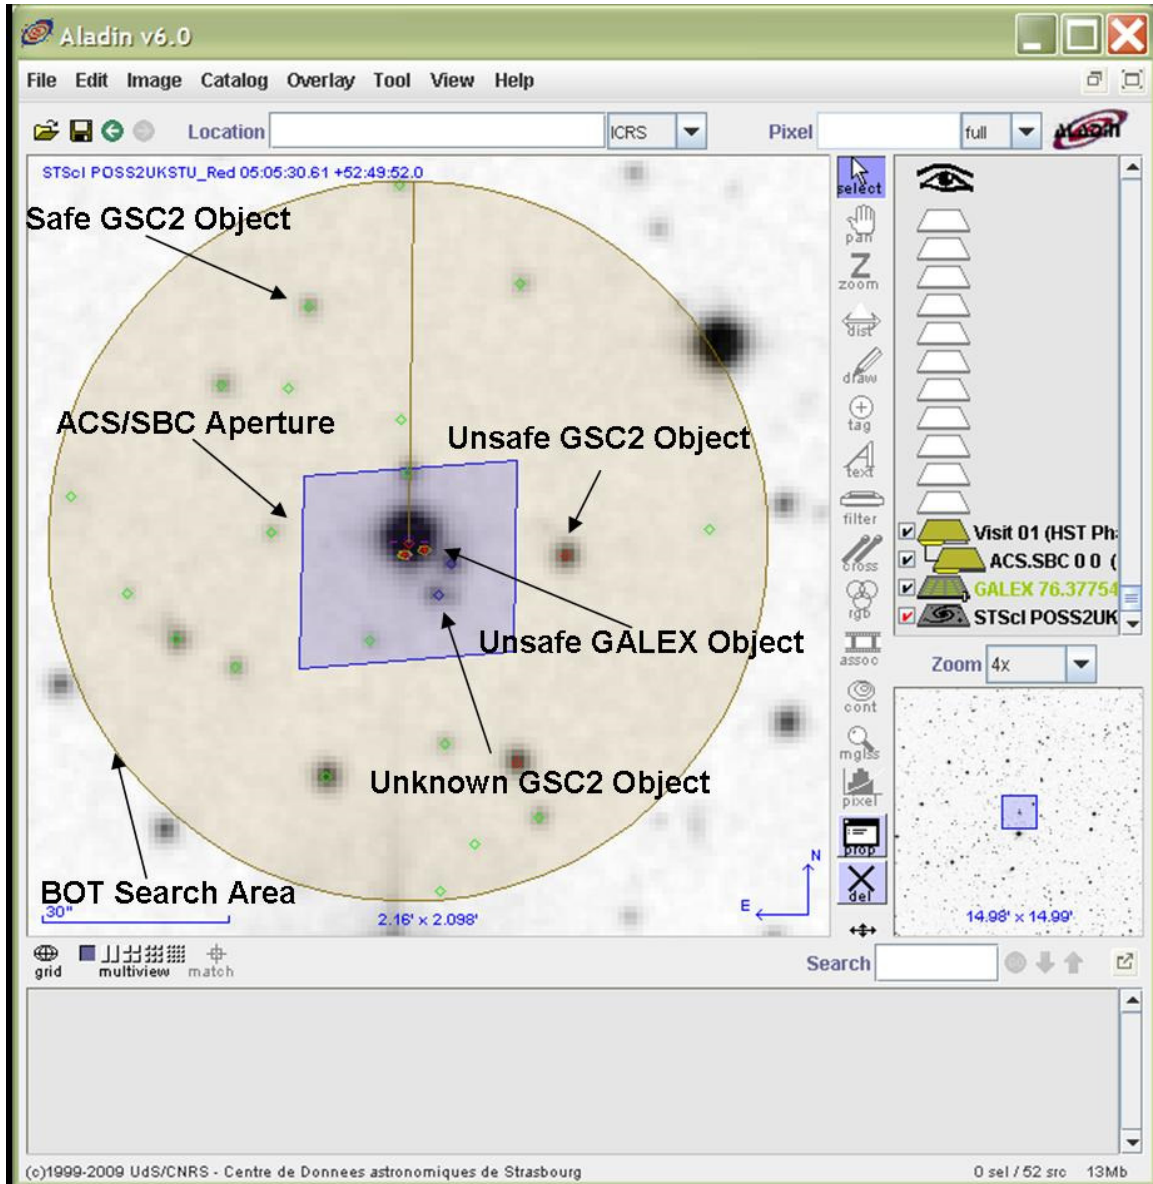 Aladin v6.0
File Edit Image Catalog Overlay Tool View Help
Location ICRS Pixel full Aladin
STScI POSS2UKSTU_Red 05:05:30.61 +52:49:52.0
Safe GSC2 Object
ACS/SBC Aperture
Unsafe GSC2 Object
Unsafe GALEX Object
Unknown GSC2 Object
BOT Search Area
30"
2.16' x 2.098'
N
E
select
pan
zoom
dist
draw
tag
text
filter
cross
rgb
assoc
cont
mglss
pixel
prop
del
Visit 01 (HST Ph
ACS.SBC 0 0 (
GALEX 76.37754
STScI POSS2UK
Zoom 4x
14.98' x 14.99'
grid multiview match Search
(c)1999-2009 UdS/CNRS - Centre de Donnees astronomiques de Strasbourg 0 sel / 52 src 13Mb